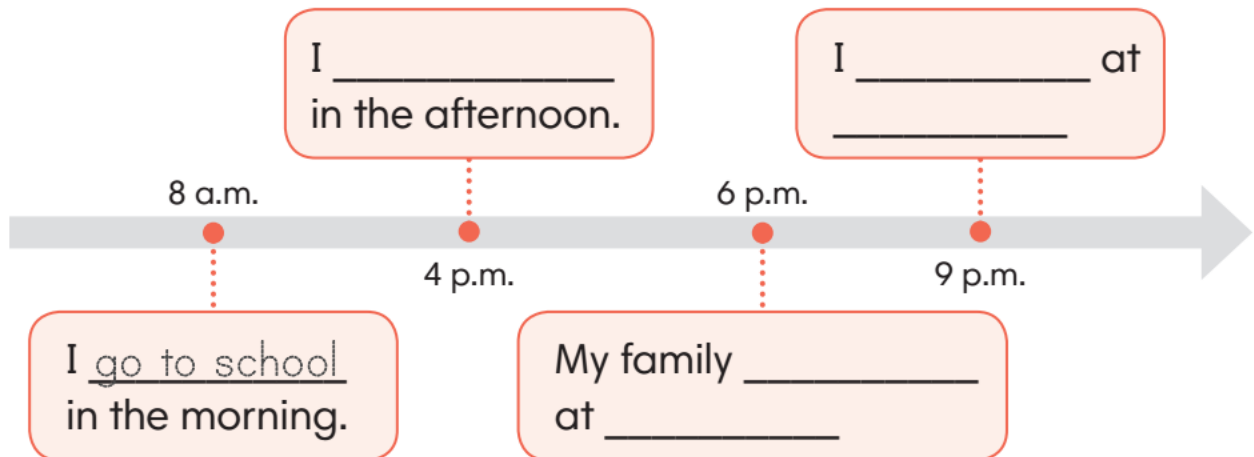 I ____________
in the afternoon.
I __________ at
__________
8 a.m.
6 p.m.
4 p.m.
9 p.m.
I go to school
in the morning.
My family __________
at __________